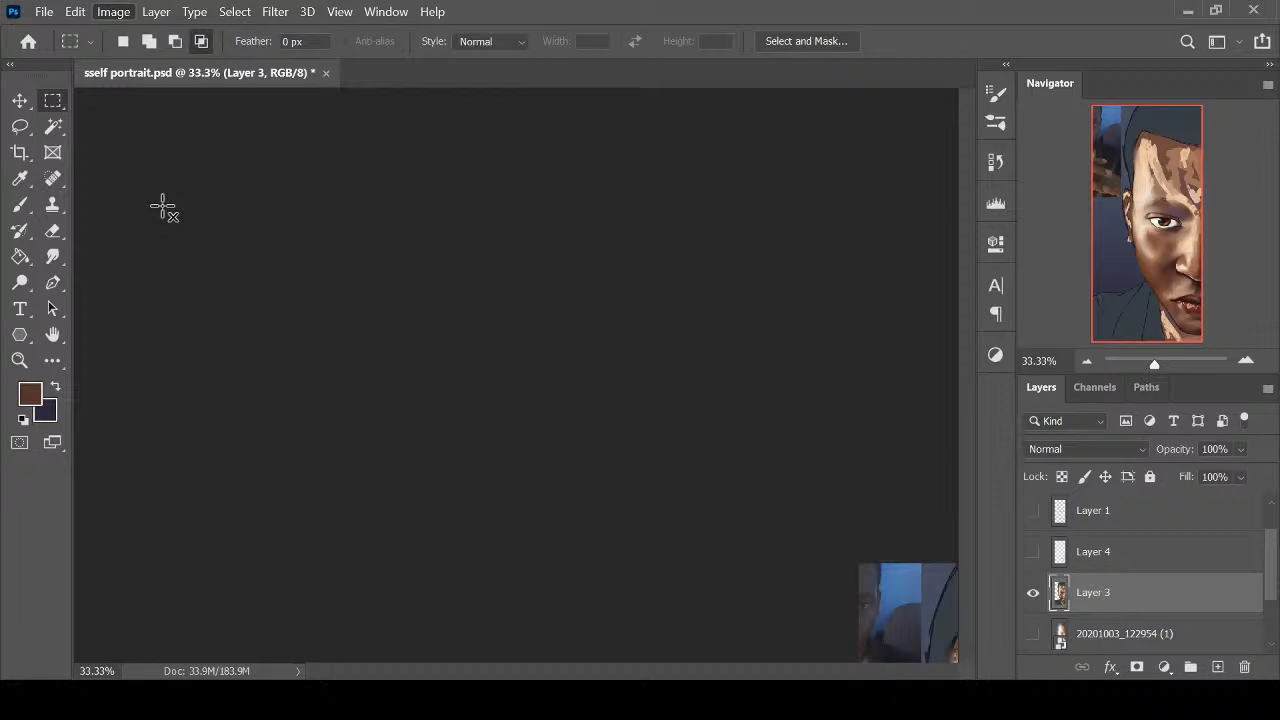 Ps File Edit Image Layer Type Select Filter 3D View Window Help
Feather: 0 px Anti-alias Style: Normal Width: Height: Select and Mask...
sself portrait.psd @ 33.3% (Layer 3, RGB/8) *
Navigator
33.33%
Layers Channels Paths
Kind
Normal Opacity: 100%
Lock: Fill: 100%
Layer 1
Layer 4
Layer 3
20201003_122954 (1)
fx
33.33% Doc: 33.9M/183.9M